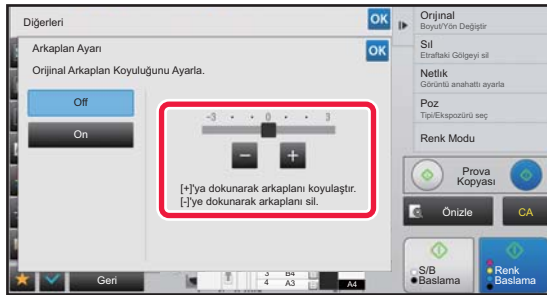 Diğerleri
OK
Arkaplan Ayarı
OK
Orijinal Arkaplan Koyuluğunu Ayarla.
Off
On
-3 • • 0 • • 3
[+]'ya dokunarak arkaplanı koyulaştır.
[-]'ye dokunarak arkaplanı sil.
Geri
3 B4
4 A3
A4
Orijinal
Boyut/Yön Değiştir
Sil
Etraftaki Gölgeyi sil
Netlik
Görüntü anahattı ayarla
Poz
Tipi/Ekspozürü seç
Renk Modu
Prova
Kopyası
Önizle
CA
S/B
Baslama
Renk
Baslama